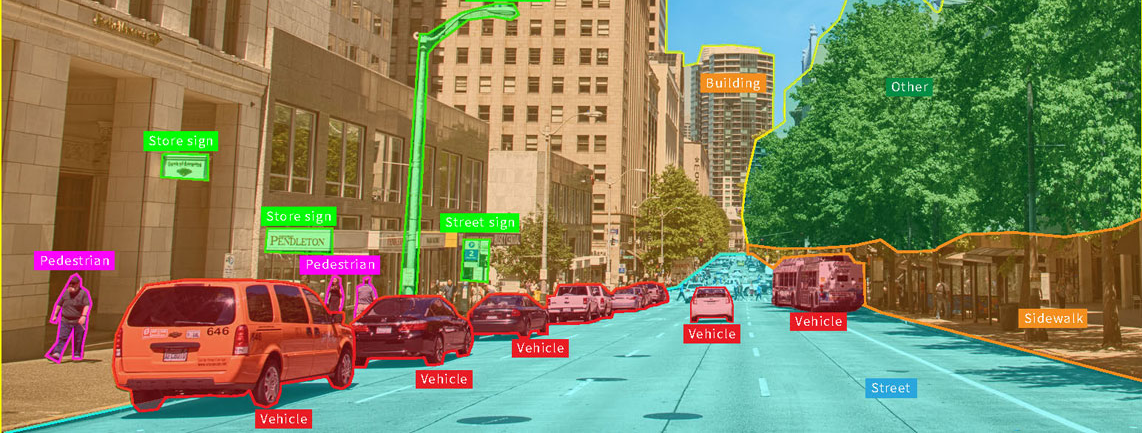 Building
Other
Store sign
Store sign
PENDLETON
Street sign
2
Pedestrian
Pedestrian
646
Sidewalk
Vehicle
Vehicle
Vehicle
Vehicle
Street
Vehicle